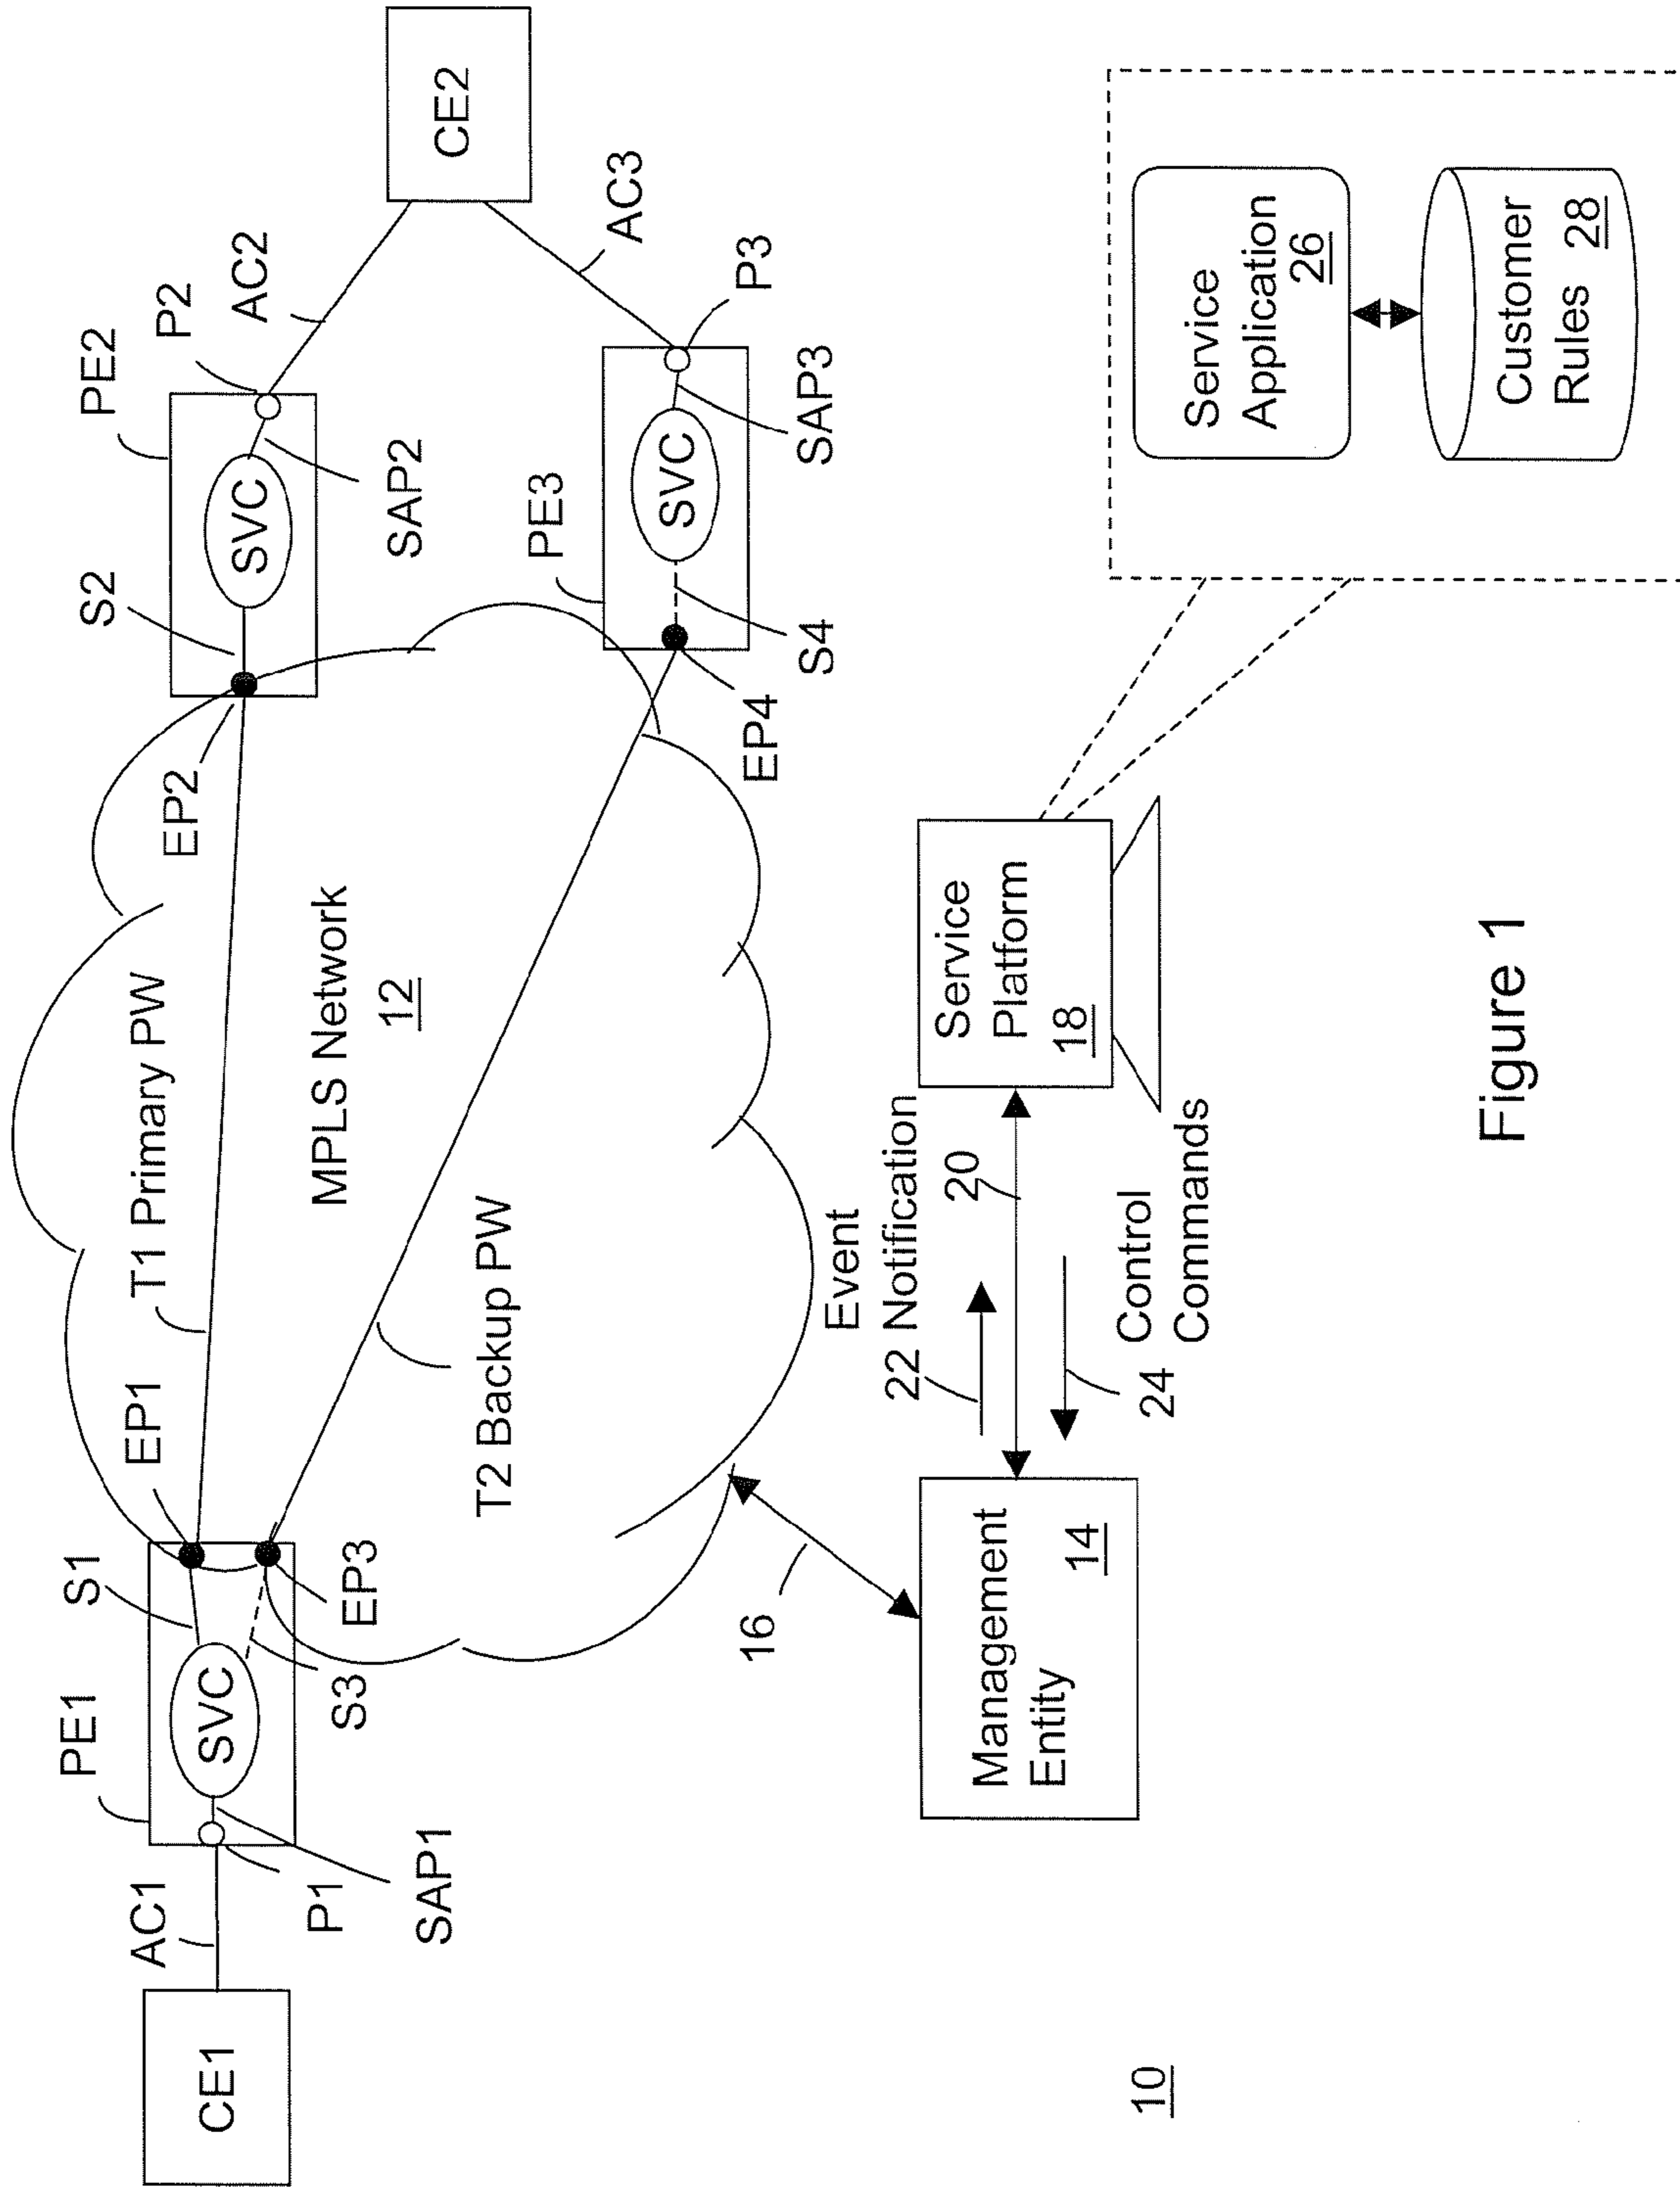 CE1
AC1
P1
SAP1
PE1
SVC
S1
S3
EP1
EP3
T1 Primary PW
MPLS Network
12
T2 Backup PW
EP2
S2
PE2
SVC
SAP2
P2
AC2
CE2
AC3
P3
SAP3
PE3
SVC
S4
EP4
16
Management
Entity
14
Event
22 Notification
20
24
Control
Commands
Service
Platform
18
Service
Application
26
Customer
Rules 28
10
Figure 1